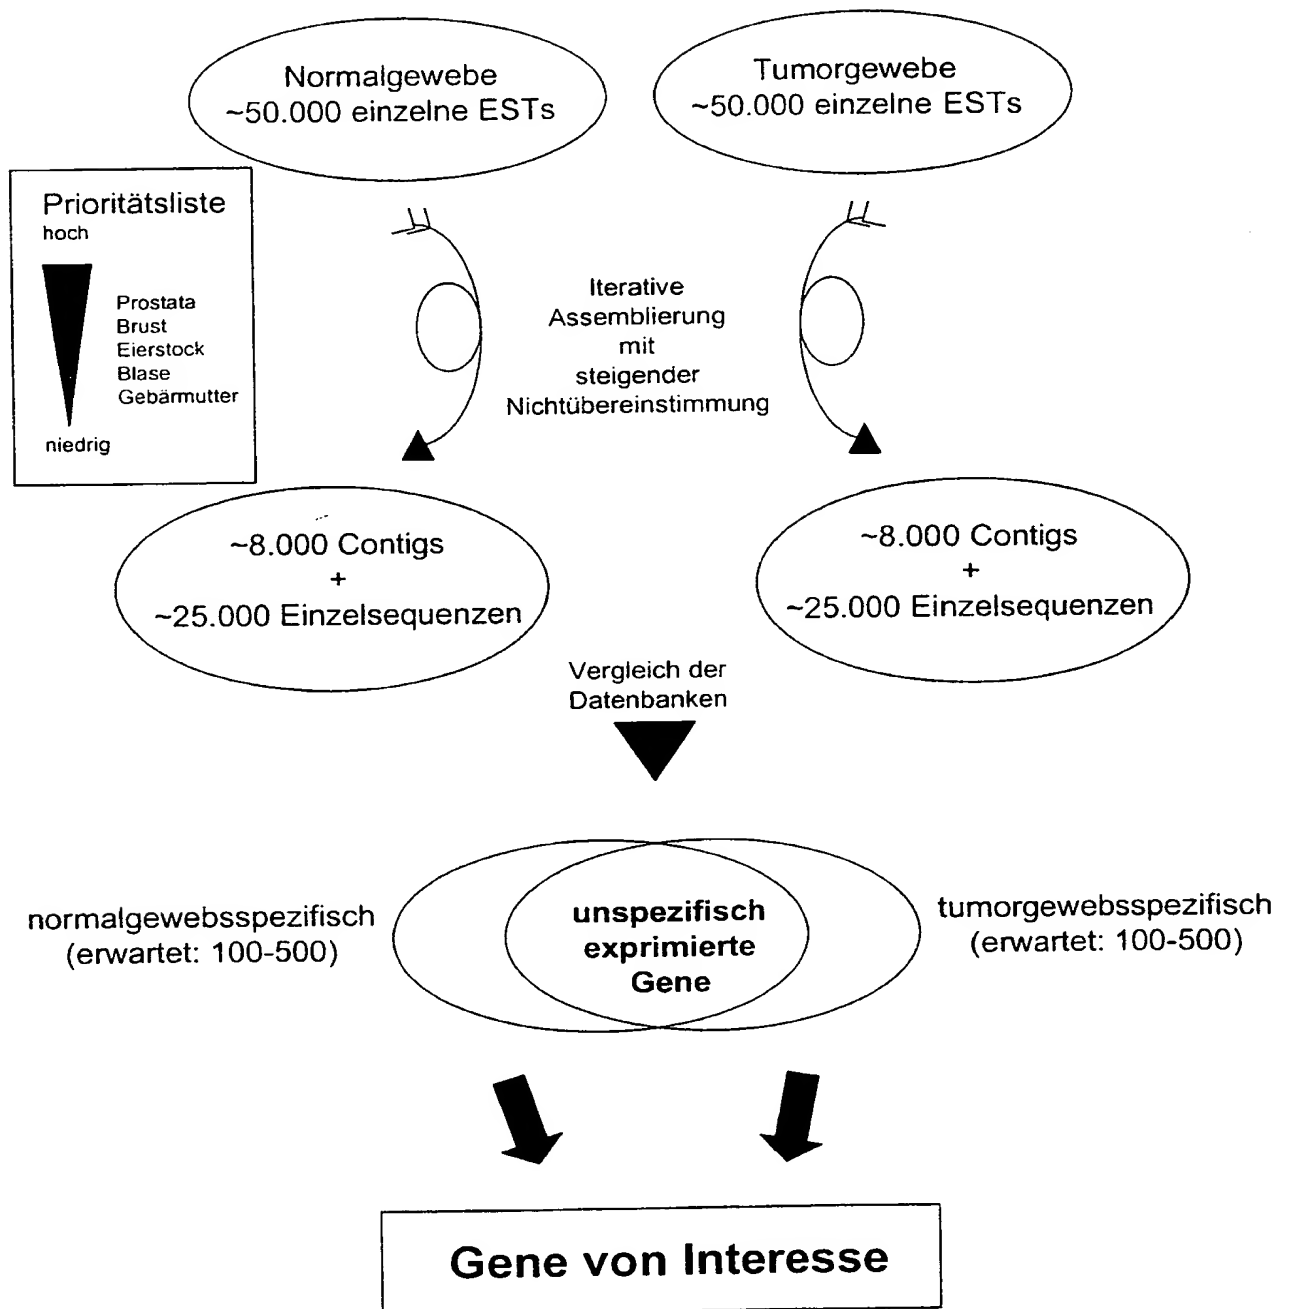 Normalgewebe
~50.000 einzelne ESTs
Tumorgewebe
~50.000 einzelne ESTs
Prioritätsliste
hoch
Prostata
Brust
Eierstock
Blase
Gebärmutter
niedrig
Iterative
Assemblierung
mit
steigender
Nichtübereinstimmung
~8.000 Contigs
+
~25.000 Einzelsequenzen
~8.000 Contigs
+
~25.000 Einzelsequenzen
Vergleich der
Datenbanken
normalgewebsspezifisch
(erwartet: 100-500)
unspezifisch
exprimierte
Gene
tumorgewebsspezifisch
(erwartet: 100-500)
Gene von Interesse